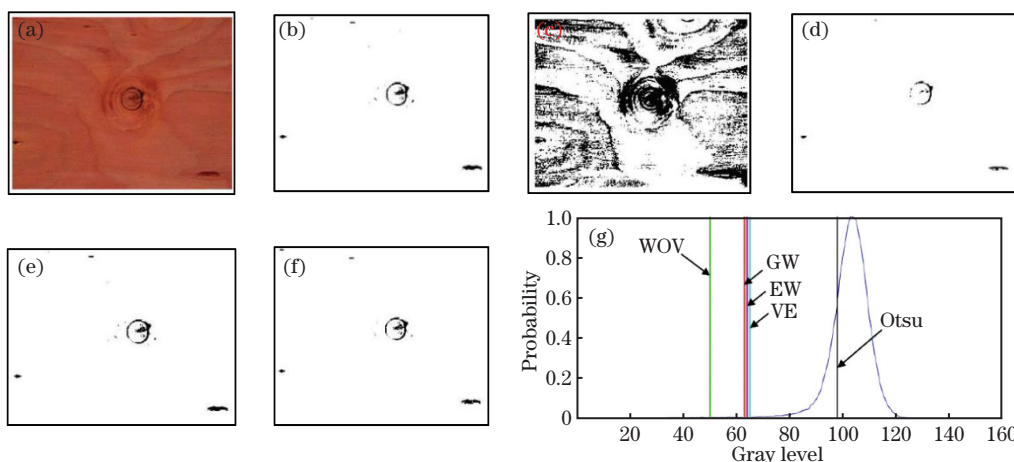 (a)
(b)
(c)
(d)
(e)
(f)
(g)
1.0
0.8
0.6
0.4
0.2
0
Probability
WOV
GW
EW
VE
Otsu
20 40 60 80 100 120 140 160
Gray level